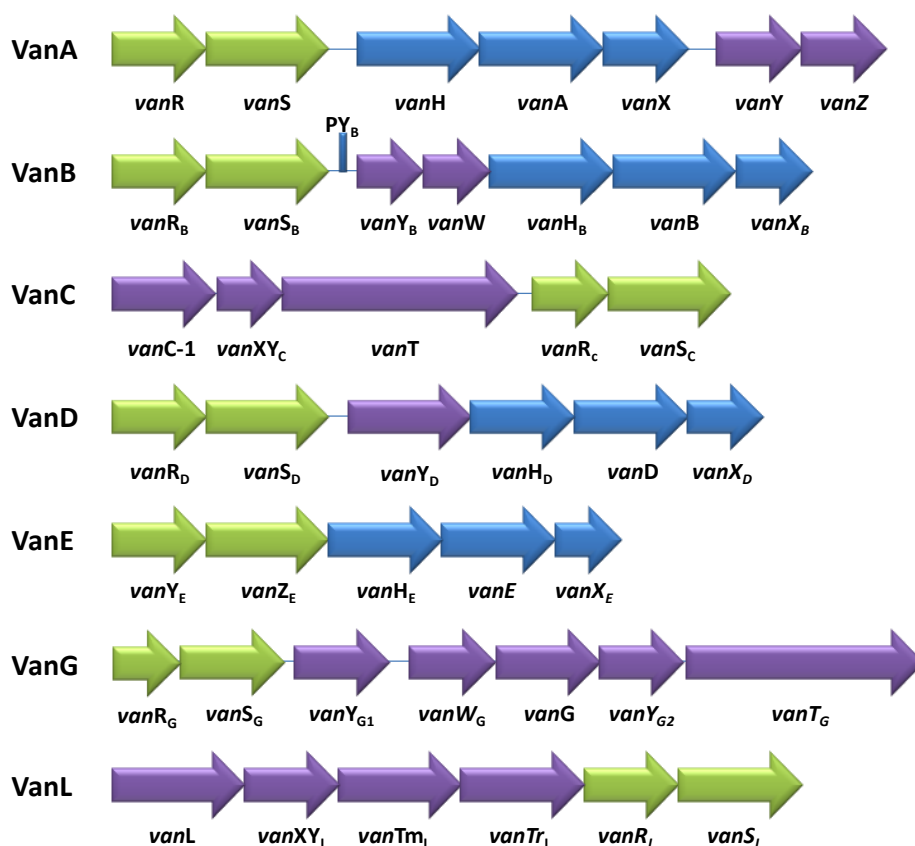 VanA
vanR vanS vanH vanA vanX vanY vanZ
PYB
VanB
vanRB vanSB vanYB vanW vanHB vanB vanXB
VanC
vanC-1 vanXYC vanT vanRc vanSC
VanD
vanRD vanSD vanYD vanHD vanD vanXD
VanE
vanYE vanZE vanHE vanE vanXE
VanG
vanRG vanSG vanYG1 vanWG vanG vanYG2 vanTG
VanL
vanL vanXYL vanTmL vanTrL vanRL vanSL